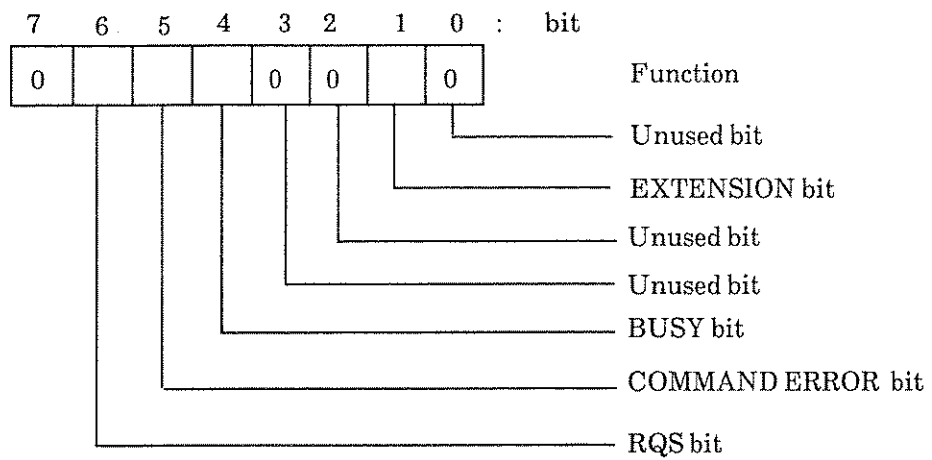 7 6 5 4 3 2 1 0 : bit
0 0 0 0 Function
Unused bit
EXTENSION bit
Unused bit
Unused bit
BUSY bit
COMMAND ERROR bit
RQS bit